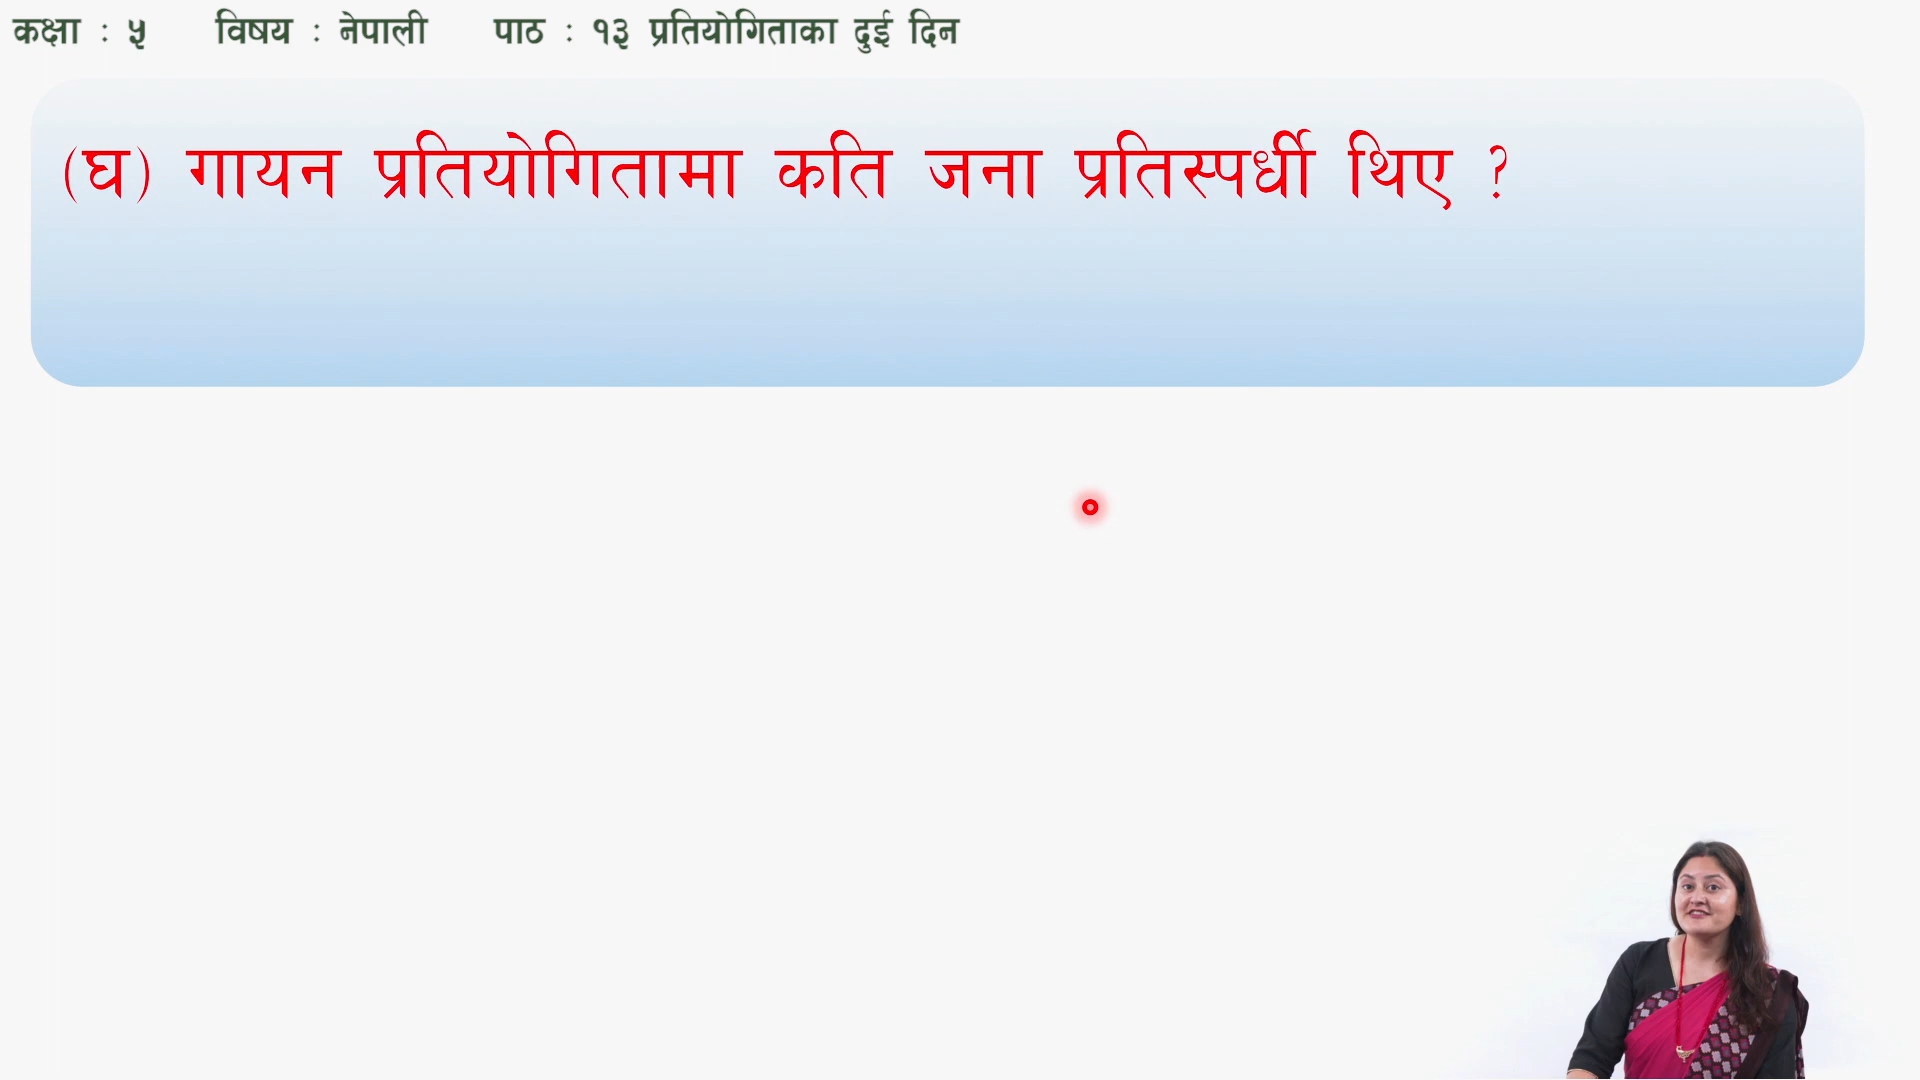 कक्षा : ५ विषय : नेपाली पाठ : १३ प्रतियोगिताका दुई दिन
(घ) गायन प्रतियोगितामा कति जना प्रतिस्पर्धी थिए ?